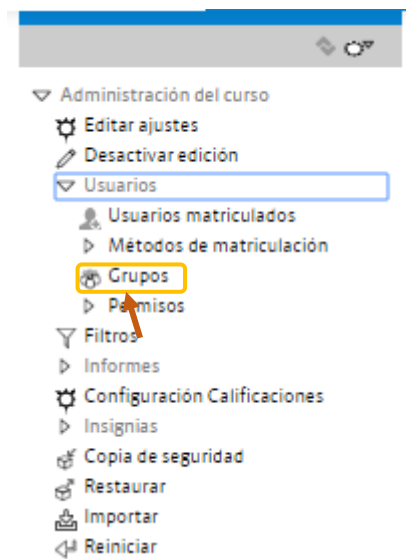 Administración del curso
Editar ajustes
Desactivar edición
Usuarios
Usuarios matriculados
Métodos de matriculación
Grupos
Permisos
Filtros
Informes
Configuración Calificaciones
Insignias
Copia de seguridad
Restaurar
Importar
Reiniciar